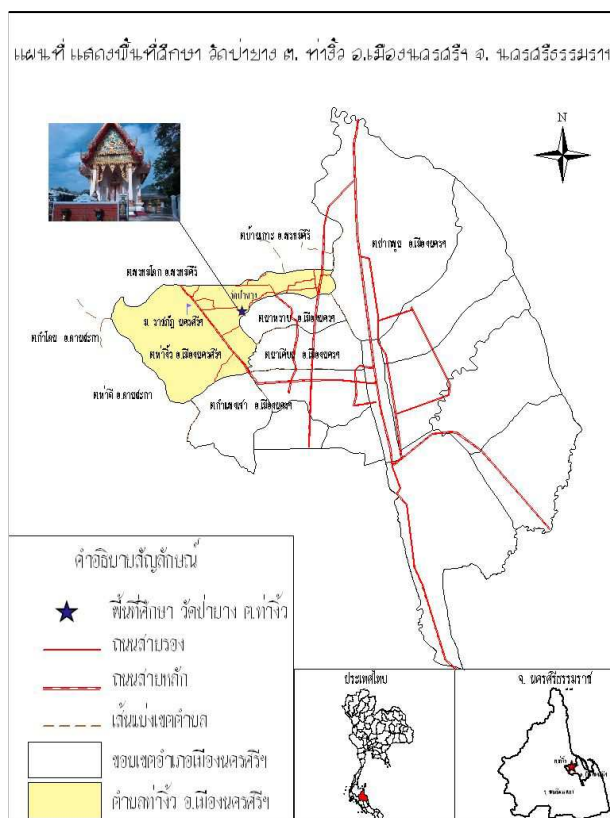 แผนที่ แสดงพื้นที่ศึกษา วัดป่ายาง ต. ท่างิ้ว อ.เมืองนครศรีฯ จ. นครศรีธรรมราช
N
ต.บ้านเกาะ อ.พรหมคีรี
ต.ปากพูน อ.เมืองนครฯ
ต.พรหมโลก อ.พรหมคีรี
วัดป่ายาง
ม. ราชภัฏ นครศรีฯ
ต.นาทราย อ.เมืองนครฯ
ต.กำโลน อ.ลานสะกา
ต.ท่างิ้ว อ.เมืองนครศรีฯ
ต.นาเคียน อ.เมืองนครฯ
ต.ท่าดี อ.ลานสะกา
ต.กำแพงเซา อ.เมืองนครฯ
คำอธิบายสัญลักษณ์
พื้นที่ศึกษา วัดป่ายาง ต.ท่างิ้ว
ถนนสายรอง
ถนนสายหลัก
เส้นแบ่งเขตตำบล
ขอบเขตอำเภอเมืองนครศรีฯ
ตำบลท่างิ้ว อ.เมืองนครศรีฯ
ประเทศไทย
จ. นครศรีธรรมราช